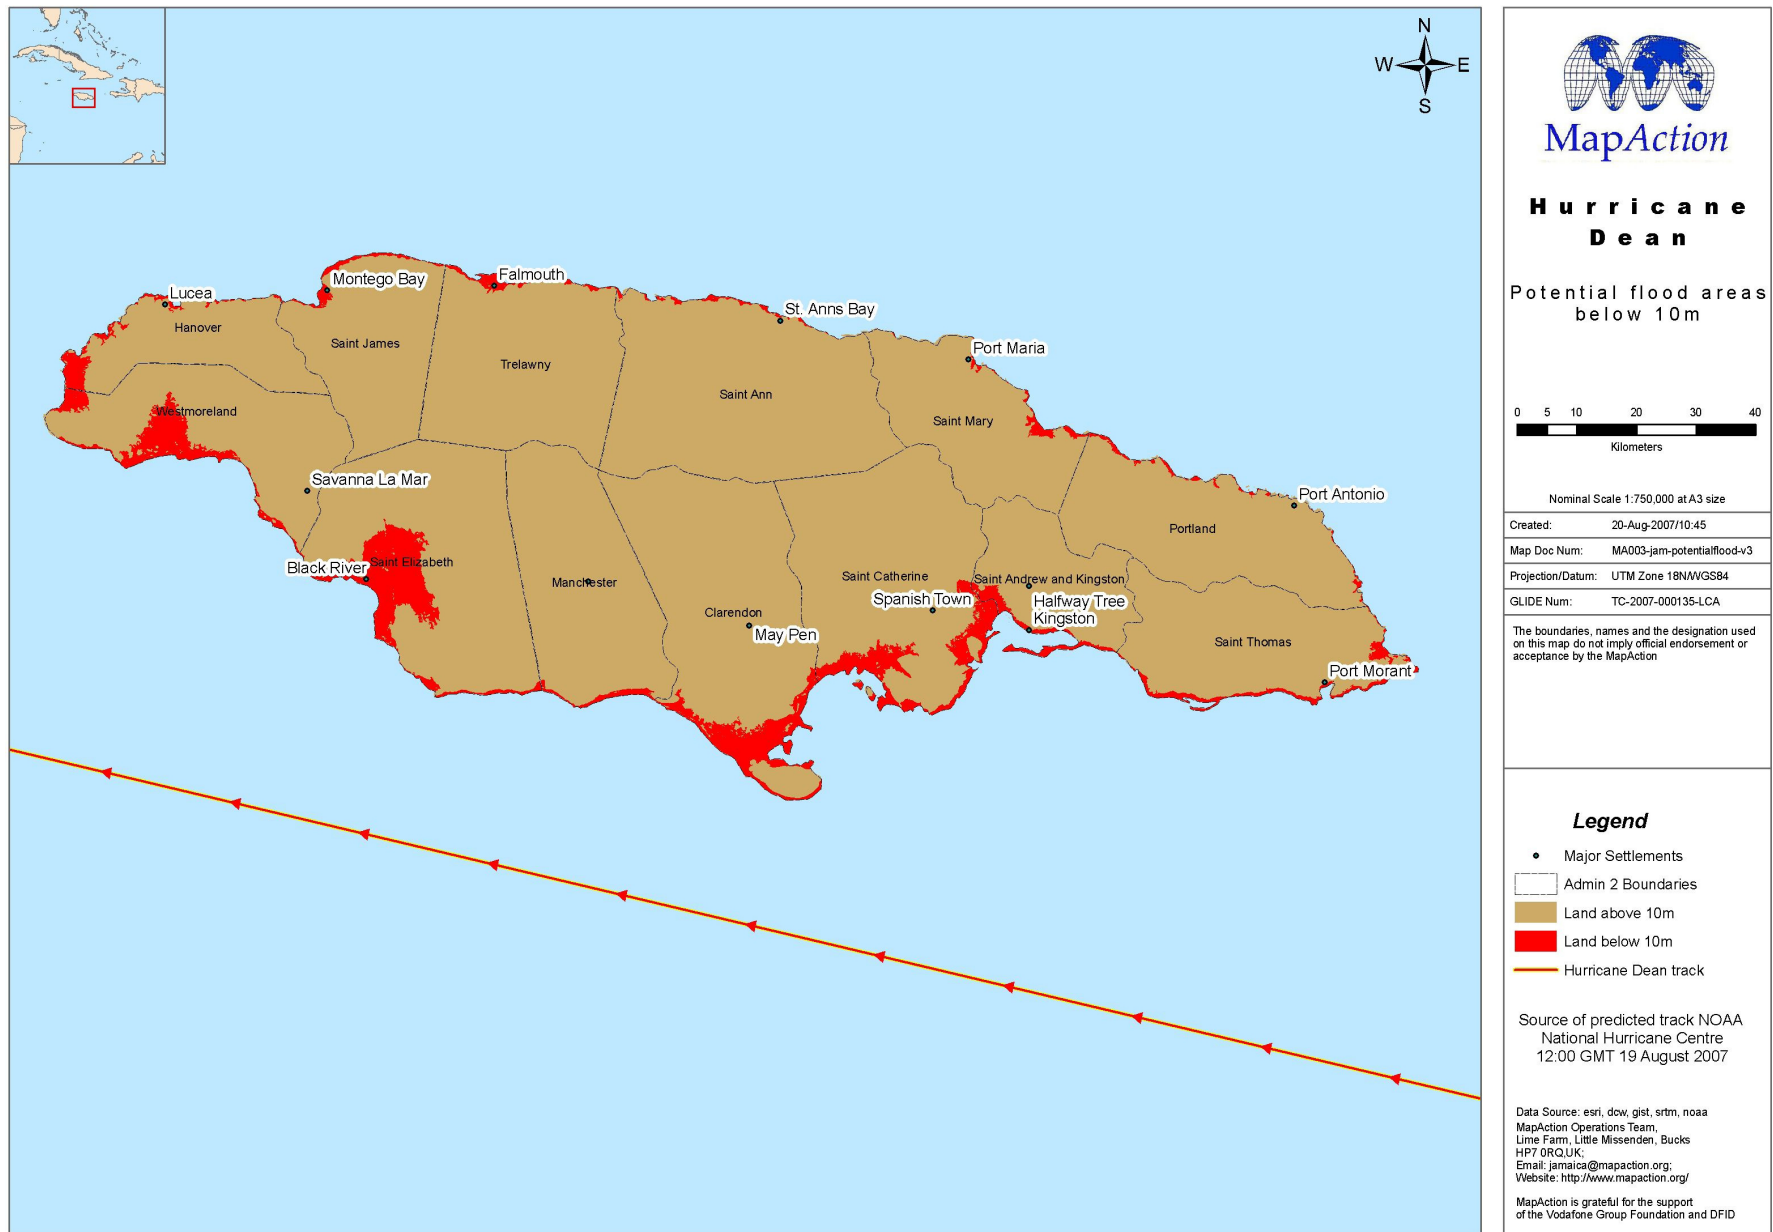 N
W E
S
Lucea
Hanover
Montego Bay
Saint James
Falmouth
Trelawny
St. Anns Bay
Saint Ann
Port Maria
Saint Mary
Westmoreland
Savanna La Mar
Port Antonio
Portland
Black River
Saint Elizabeth
Manchester
Clarendon
May Pen
Saint Catherine
Spanish Town
Saint Andrew and Kingston
Halfway Tree
Kingston
Saint Thomas
Port Morant
MapAction
Hurricane
Dean
Potential flood areas
below 10m
0 5 10 20 30 40
Kilometers
Nominal Scale 1:750,000 at A3 size
Created: 20-Aug-2007/10:45
Map Doc Num: MA003-jam-potentialflood-v3
Projection/Datum: UTM Zone 18N/WGS84
GLIDE Num: TC-2007-000135-LCA
The boundaries, names and the designation used
on this map do not imply official endorsement or
acceptance by the MapAction
Legend
Major Settlements
Admin 2 Boundaries
Land above 10m
Land below 10m
Hurricane Dean track
Source of predicted track NOAA
National Hurricane Centre
12:00 GMT 19 August 2007
Data Source: esri, dcw, gist, srtm, noaa
MapAction Operations Team,
Lime Farm, Little Missenden, Bucks
HP7 0RQ,UK;
Email: jamaica@mapaction.org;
Website: http://www.mapaction.org/
MapAction is grateful for the support
of the Vodafone Group Foundation and DFID